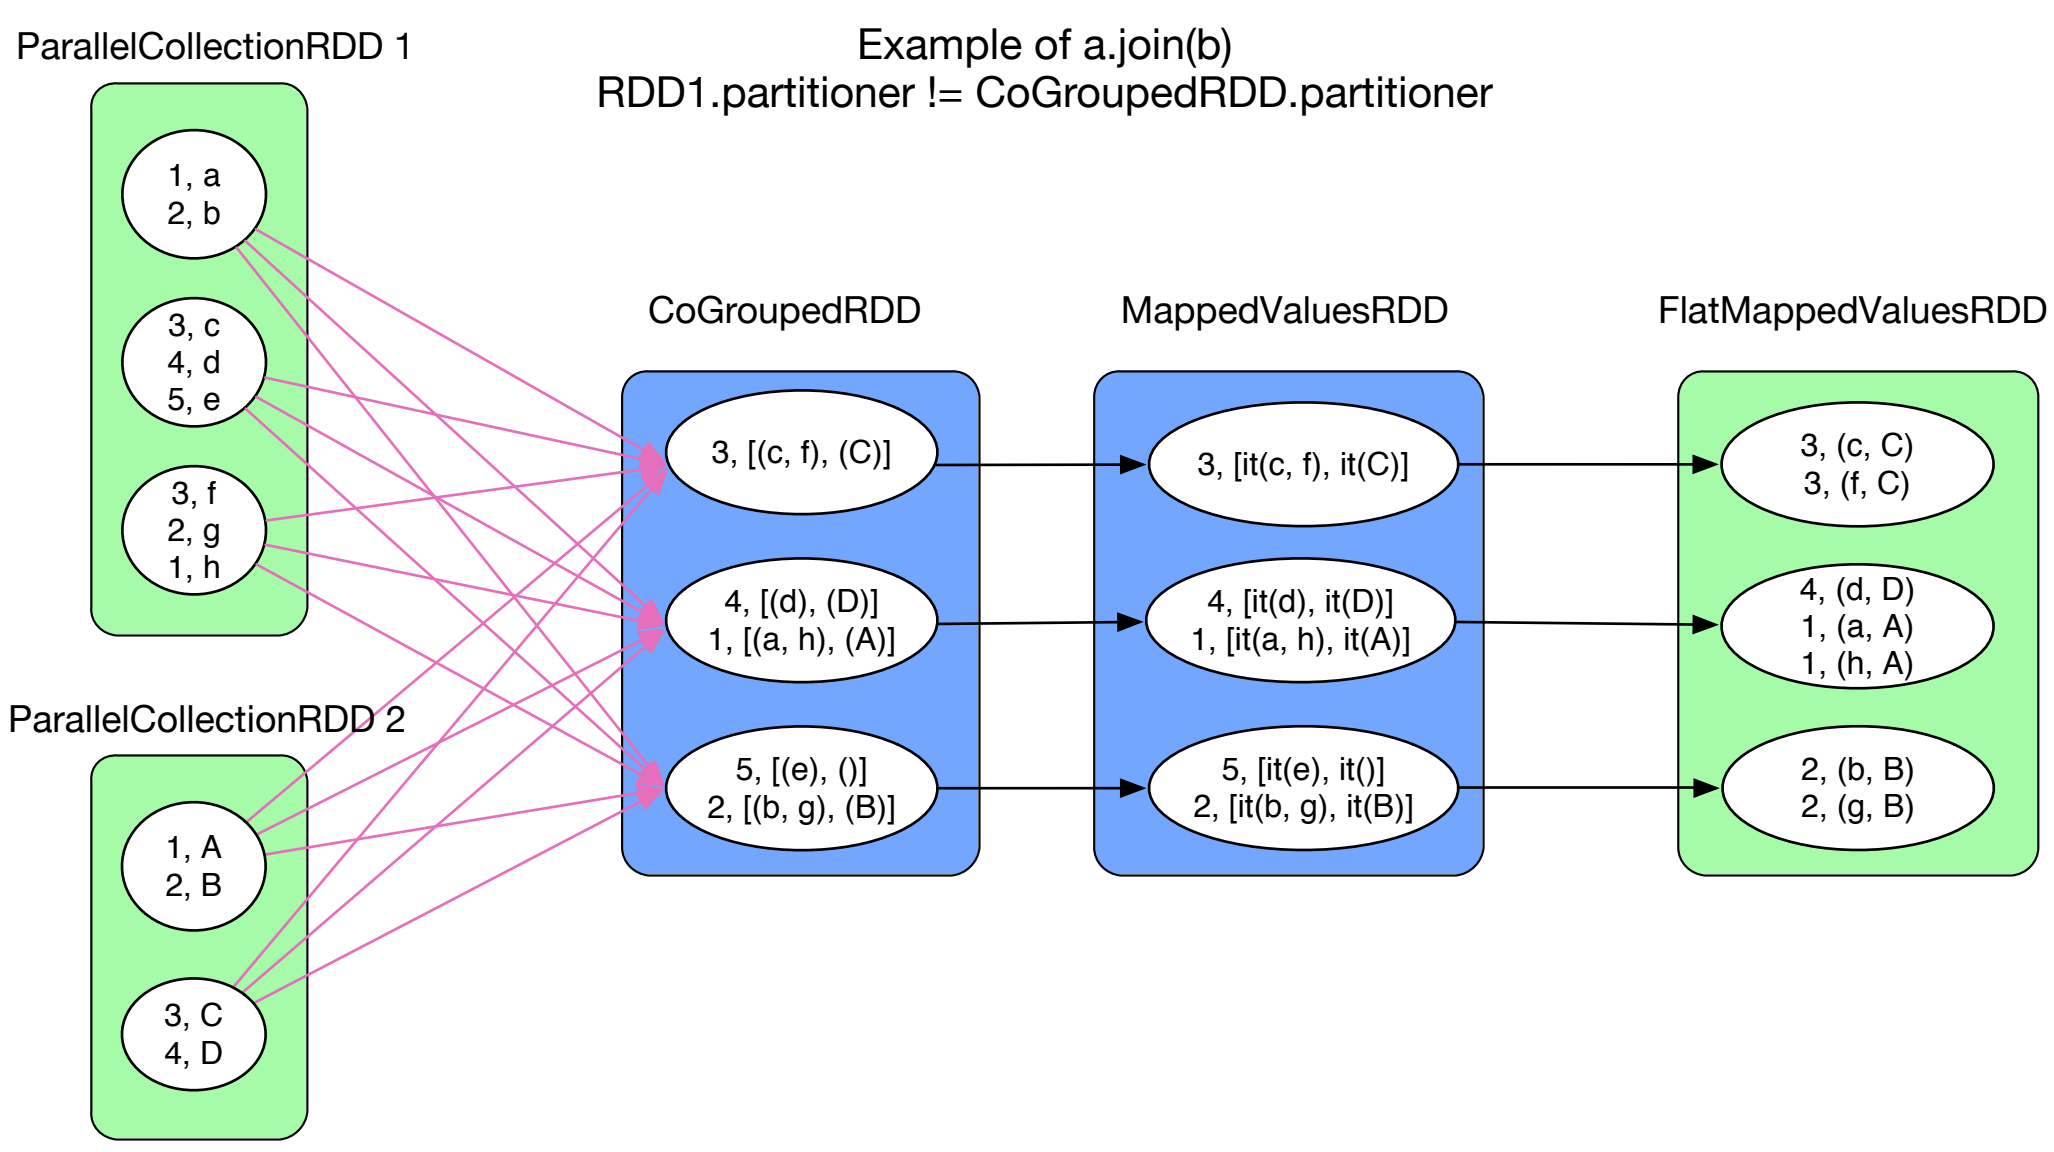 ParallelCollectionRDD 1
Example of a.join(b)
RDD1.partitioner != CoGroupedRDD.partitioner
1, a
2, b
3, c
4, d
5, e
3, f
2, g
1, h
ParallelCollectionRDD 2
1, A
2, B
3, C
4, D
CoGroupedRDD
3, [(c, f), (C)]
4, [(d), (D)]
1, [(a, h), (A)]
5, [(e), ()]
2, [(b, g), (B)]
MappedValuesRDD
3, [it(c, f), it(C)]
4, [it(d), it(D)]
1, [it(a, h), it(A)]
5, [it(e), it()]
2, [it(b, g), it(B)]
FlatMappedValuesRDD
3, (c, C)
3, (f, C)
4, (d, D)
1, (a, A)
1, (h, A)
2, (b, B)
2, (g, B)